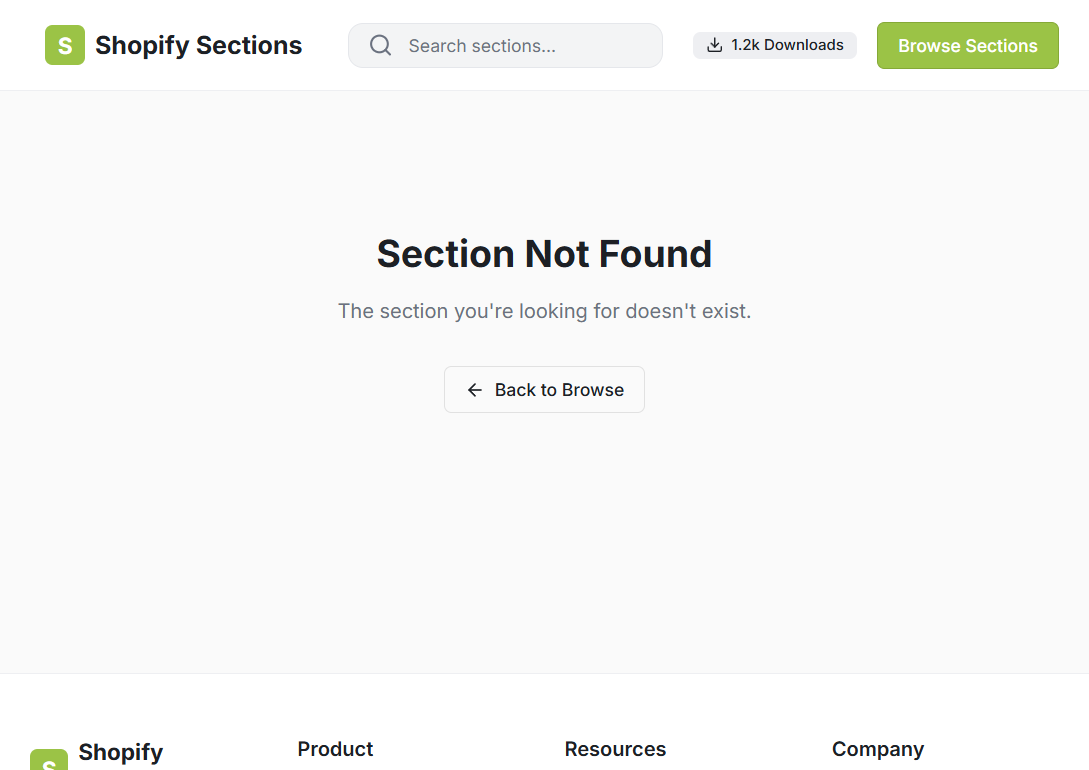 S Shopify Sections
Search sections...
1.2k Downloads
Browse Sections
Section Not Found
The section you're looking for doesn't exist.
Back to Browse
S Shopify
Product
Resources
Company